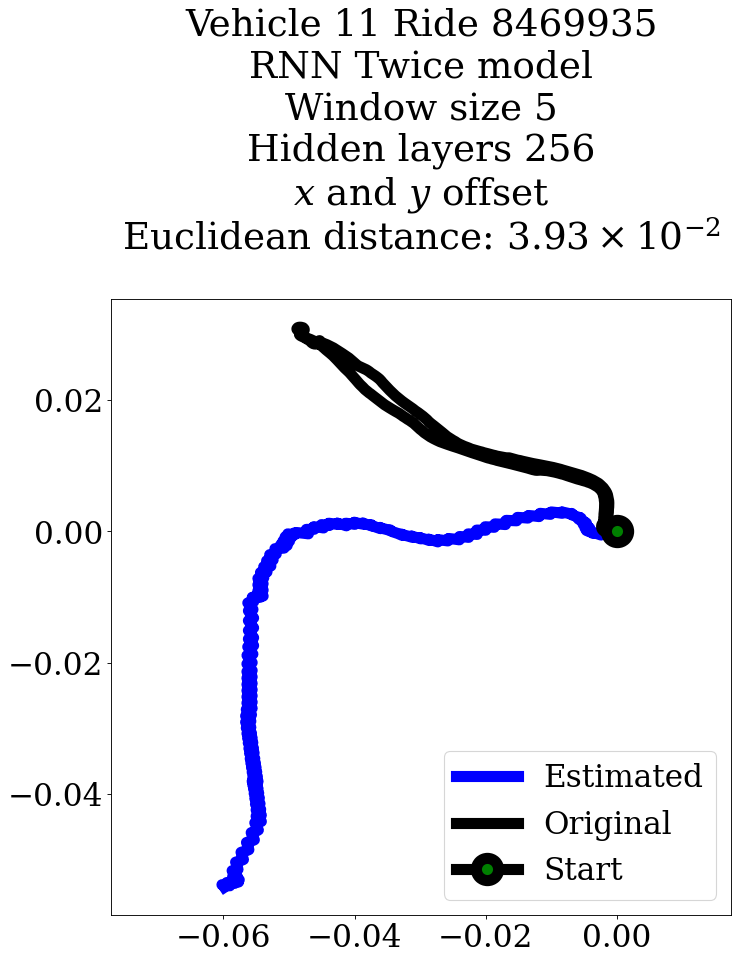 Vehicle 11 Ride 8469935
RNN Twice model
Window size 5
Hidden layers 256
x and y offset
Euclidean distance: 3.93 × 10⁻²
0.02
0.00
−0.02
−0.04
Estimated
Original
Start
−0.06
−0.04
−0.02
0.00